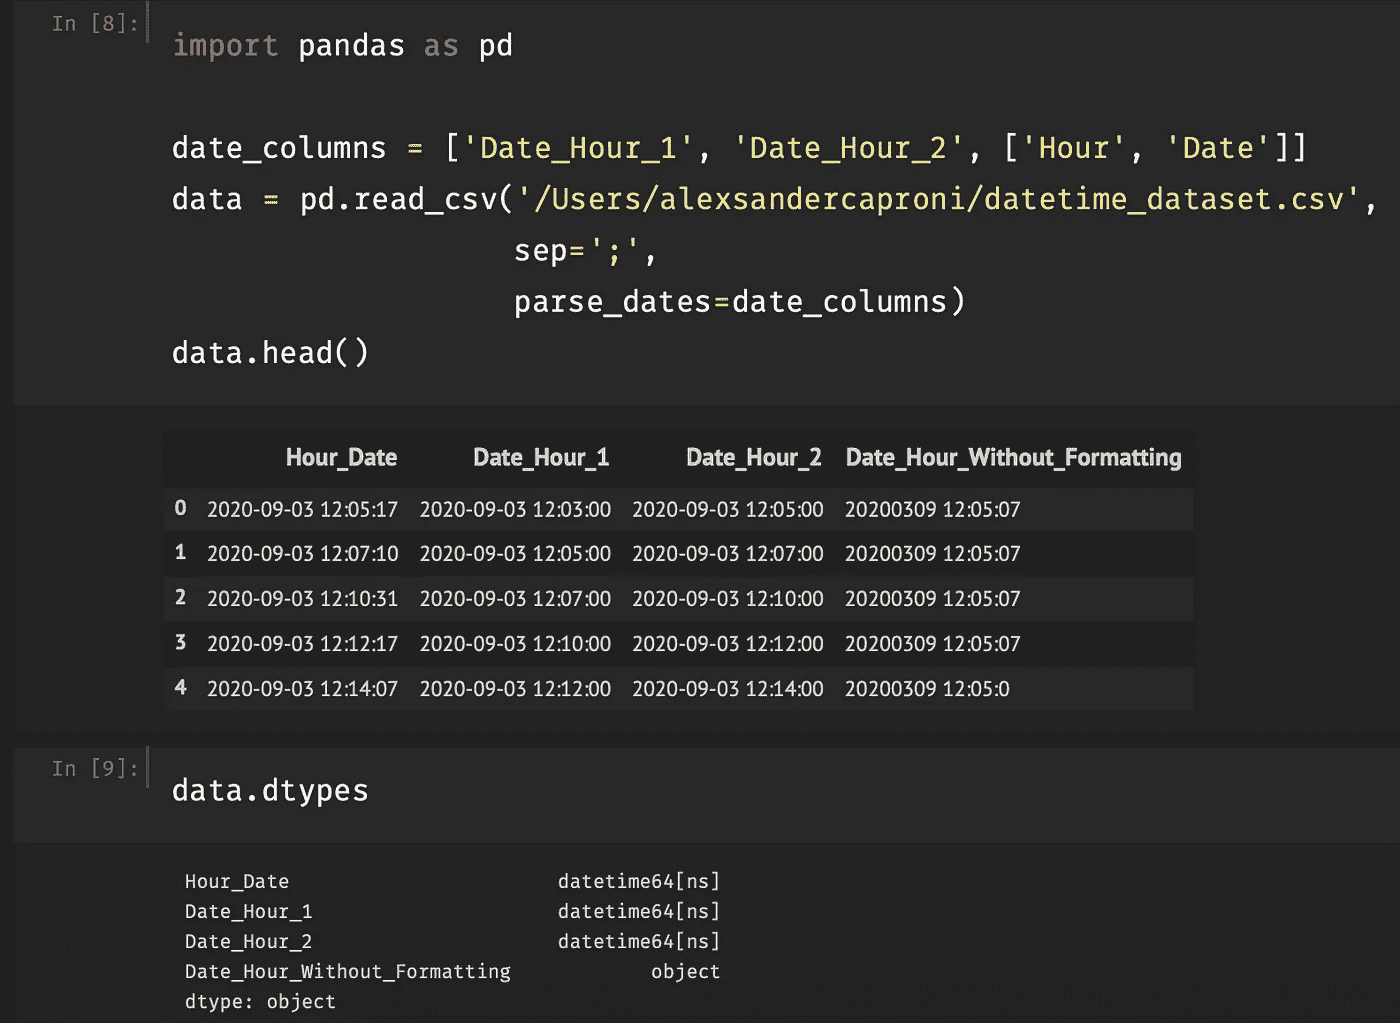 In [8]:
import pandas as pd
date_columns = ['Date_Hour_1', 'Date_Hour_2', ['Hour', 'Date']]
data = pd.read_csv('/Users/alexsandercaproni/datetime_dataset.csv',
sep=';',
parse_dates=date_columns)
data.head()
Hour_Date Date_Hour_1 Date_Hour_2 Date_Hour_Without_Formatting
0 2020-09-03 12:05:17 2020-09-03 12:03:00 2020-09-03 12:05:00 20200309 12:05:07
1 2020-09-03 12:07:10 2020-09-03 12:05:00 2020-09-03 12:07:00 20200309 12:05:07
2 2020-09-03 12:10:31 2020-09-03 12:07:00 2020-09-03 12:10:00 20200309 12:05:07
3 2020-09-03 12:12:17 2020-09-03 12:10:00 2020-09-03 12:12:00 20200309 12:05:07
4 2020-09-03 12:14:07 2020-09-03 12:12:00 2020-09-03 12:14:00 20200309 12:05:0
In [9]:
data.dtypes
Hour_Date datetime64[ns]
Date_Hour_1 datetime64[ns]
Date_Hour_2 datetime64[ns]
Date_Hour_Without_Formatting object
dtype: object